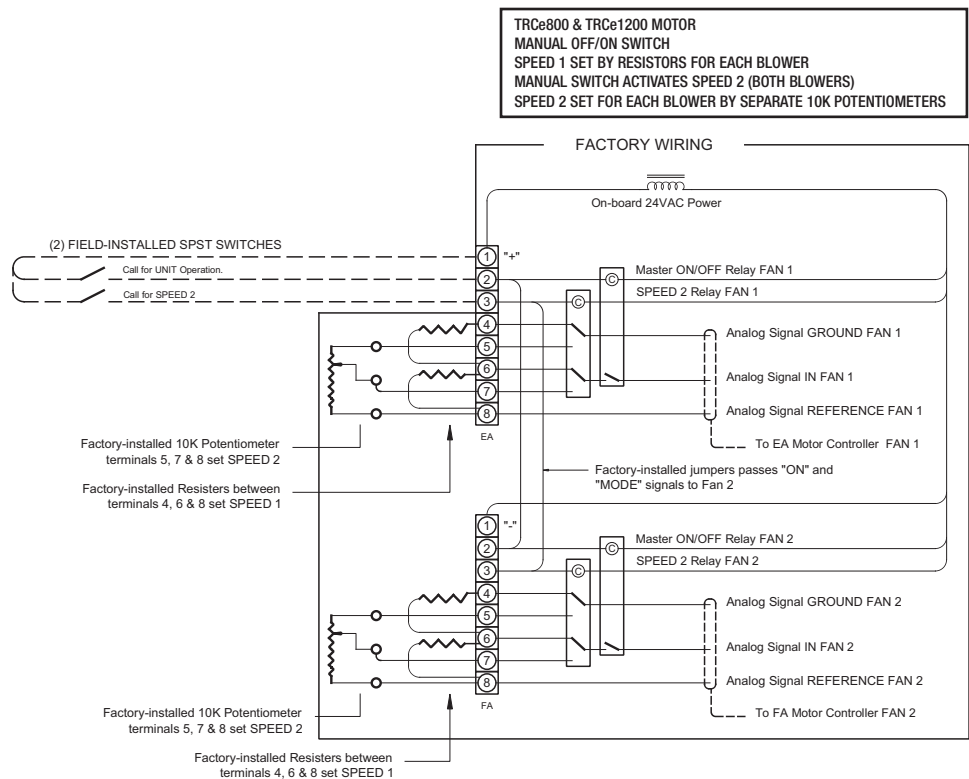 TRCe800 & TRCe1200 MOTOR
MANUAL OFF/ON SWITCH
SPEED 1 SET BY RESISTORS FOR EACH BLOWER
MANUAL SWITCH ACTIVATES SPEED 2 (BOTH BLOWERS)
SPEED 2 SET FOR EACH BLOWER BY SEPARATE 10K POTENTIOMETERS
FACTORY WIRING
On-board 24VAC Power
(2) FIELD-INSTALLED SPST SWITCHES
Call for UNIT Operation.
Call for SPEED 2
1 "+"
2
3
4
5
6
7
8
EA
C
C
Master ON/OFF Relay FAN 1
SPEED 2 Relay FAN 1
Analog Signal GROUND FAN 1
Analog Signal IN FAN 1
Analog Signal REFERENCE FAN 1
To EA Motor Controller FAN 1
Factory-installed 10K Potentiometer
terminals 5, 7 & 8 set SPEED 2
Factory-installed Resisters between
terminals 4, 6 & 8 set SPEED 1
Factory-installed jumpers passes "ON" and
"MODE" signals to Fan 2
1 "-"
2
3
4
5
6
7
8
FA
C
C
Master ON/OFF Relay FAN 2
SPEED 2 Relay FAN 2
Analog Signal GROUND FAN 2
Analog Signal IN FAN 2
Analog Signal REFERENCE FAN 2
To FA Motor Controller FAN 2
Factory-installed 10K Potentiometer
terminals 5, 7 & 8 set SPEED 2
Factory-installed Resisters between
terminals 4, 6 & 8 set SPEED 1